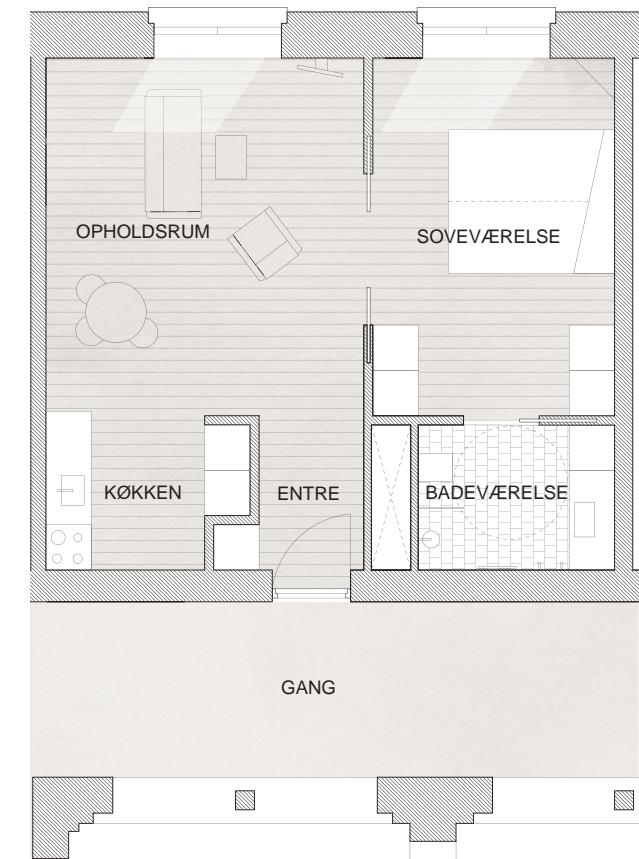 OPHOLDSRUM
SOVEVÆRELSE
KØKKEN
ENTRE
BADEVÆRELSE
GANG